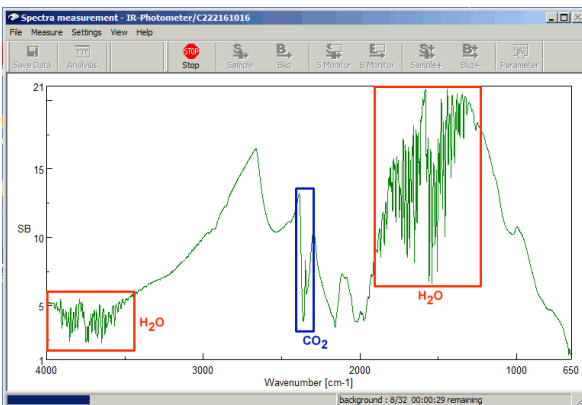 Spectra measurement - IR-Photometer/C222161016
File Measure Settings View Help
Save Data Analysis Stop Sample Bkg S Monitor B Monitor Sample+ Bkg+ Parameter
STOP
21
15
SB
10
5
1
H2O
CO2
H2O
4000 3000 2000 1000 650
Wavenumber [cm-1]
background : 8/32 00:00:29 remaining